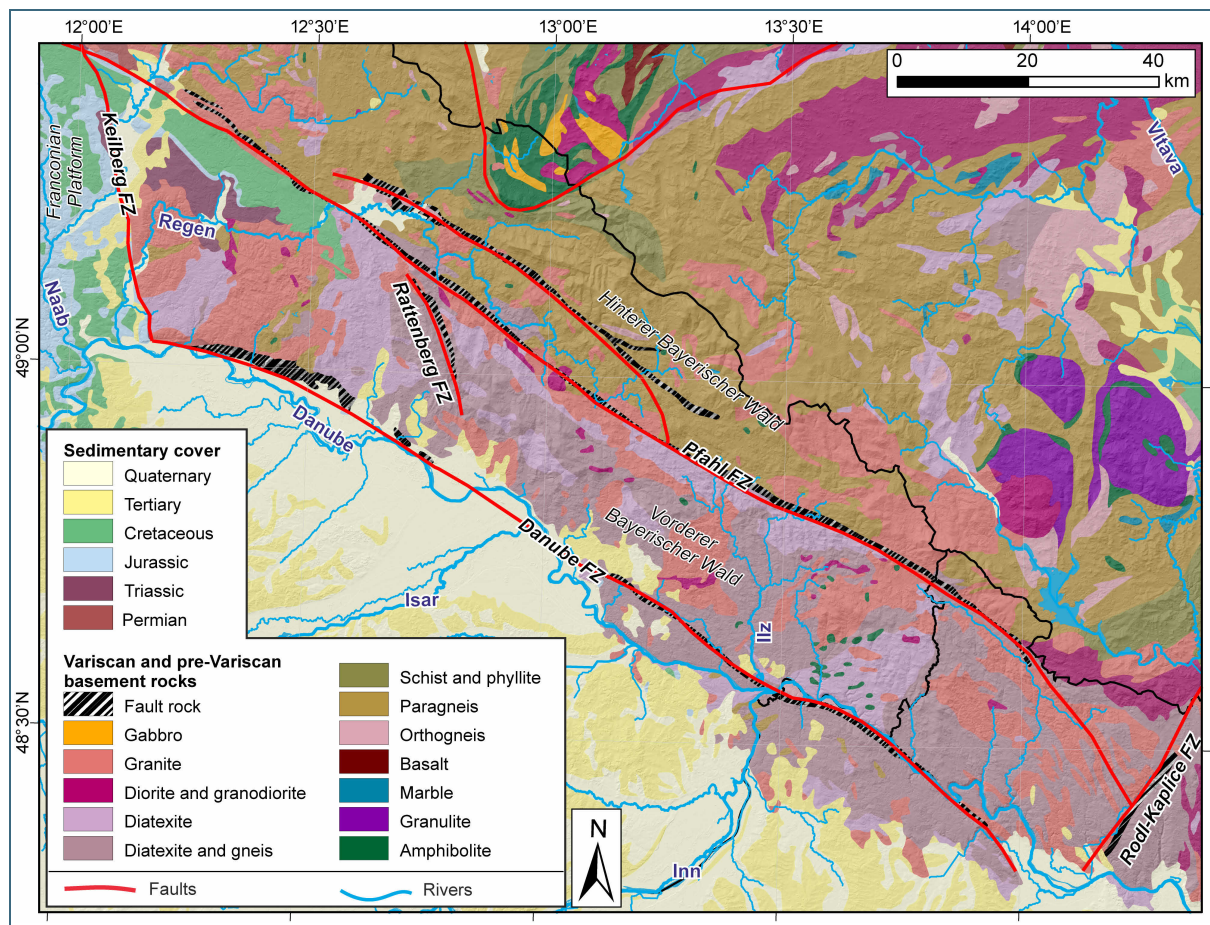 12°00'E
12°30'E
13°00'E
13°30'E
14°00'E
0
20
40
km
Franconian
Platform
Keilberg FZ
Vltava
Regen
Naab
49°00'N
Rattenberg FZ
Hinterer Bayerischer Wald
Danube
Pfahl FZ
Vorderer
Bayerischer Wald
Danube FZ
Isar
Ilz
48°30'N
Inn
Rodl-Kaplice FZ
N
Sedimentary cover
Quaternary
Tertiary
Cretaceous
Jurassic
Triassic
Permian
Variscan and pre-Variscan
basement rocks
Fault rock
Gabbro
Granite
Diorite and granodiorite
Diatexite
Diatexite and gneis
Schist and phyllite
Paragneis
Orthogneis
Basalt
Marble
Granulite
Amphibolite
Faults
Rivers